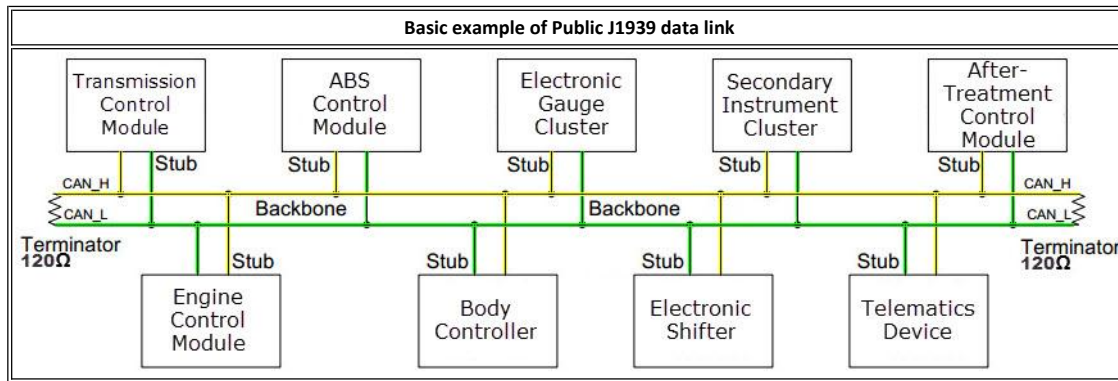 Basic example of Public J1939 data link
Transmission
Control
Module
ABS
Control
Module
Electronic
Gauge
Cluster
Secondary
Instrument
Cluster
After-
Treatment
Control
Module
Stub
Stub
Stub
Stub
Stub
CAN_H
CAN_H
CAN_L
Backbone
Backbone
CAN_L
Terminator
120Ω
Terminator
120Ω
Stub
Stub
Stub
Stub
Engine
Control
Module
Body
Controller
Electronic
Shifter
Telematics
Device